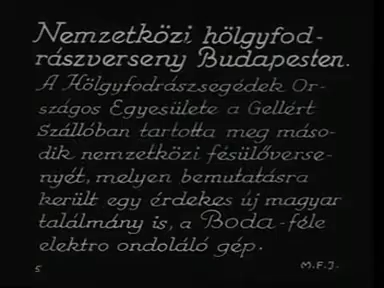 Nemzetközi hölgyfod-
rászverseny Budapesten.
A Hölgyfodrászsegédek Or-
szágos Egyesülete a Gellért
Szállóban tartotta meg máso-
dik nemzetközi fésülőverse-
nyét, melyen bemutatásra
került egy érdekes új magyar
találmány is, a Boda-féle
elektro ondoláló gép.
5 M.F.I.